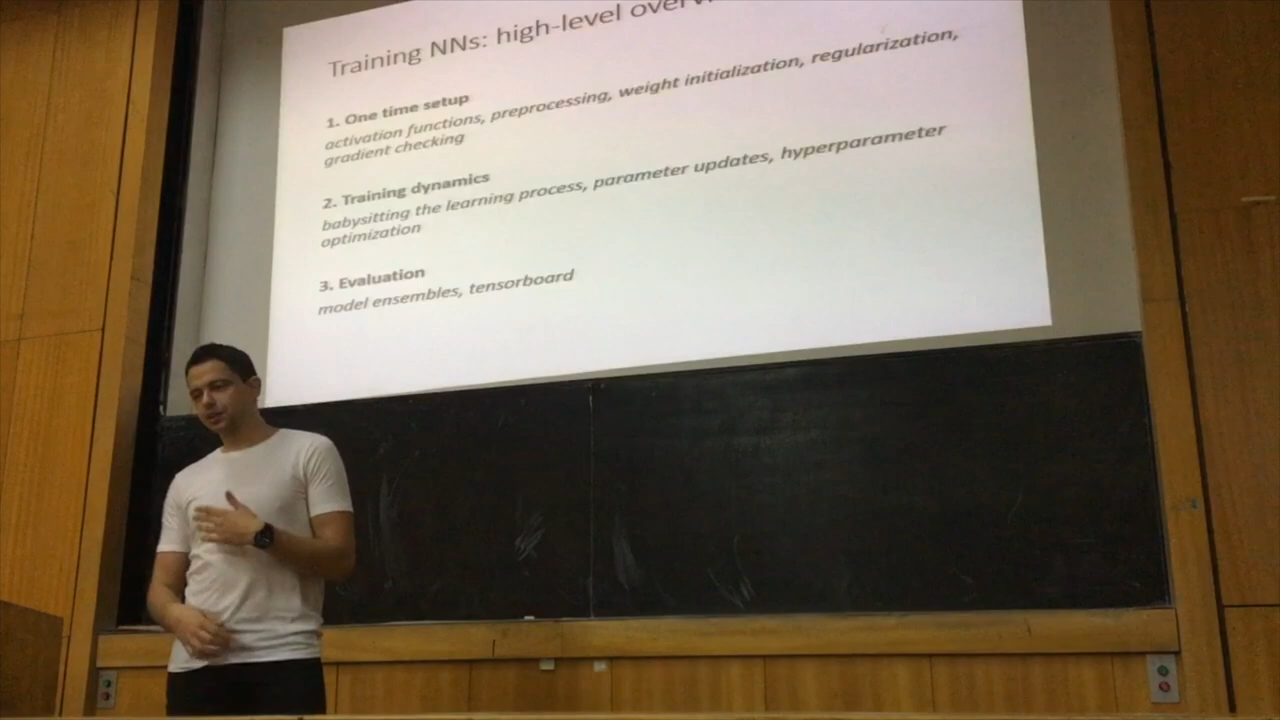 Training NNs: high-level
1. One time setup
activation functions, preprocessing, weight initialization, regularization,
gradient checking
2. Training dynamics
babysitting the learning process, parameter updates, hyperparameter
optimization
3. Evaluation
model ensembles, tensorboard